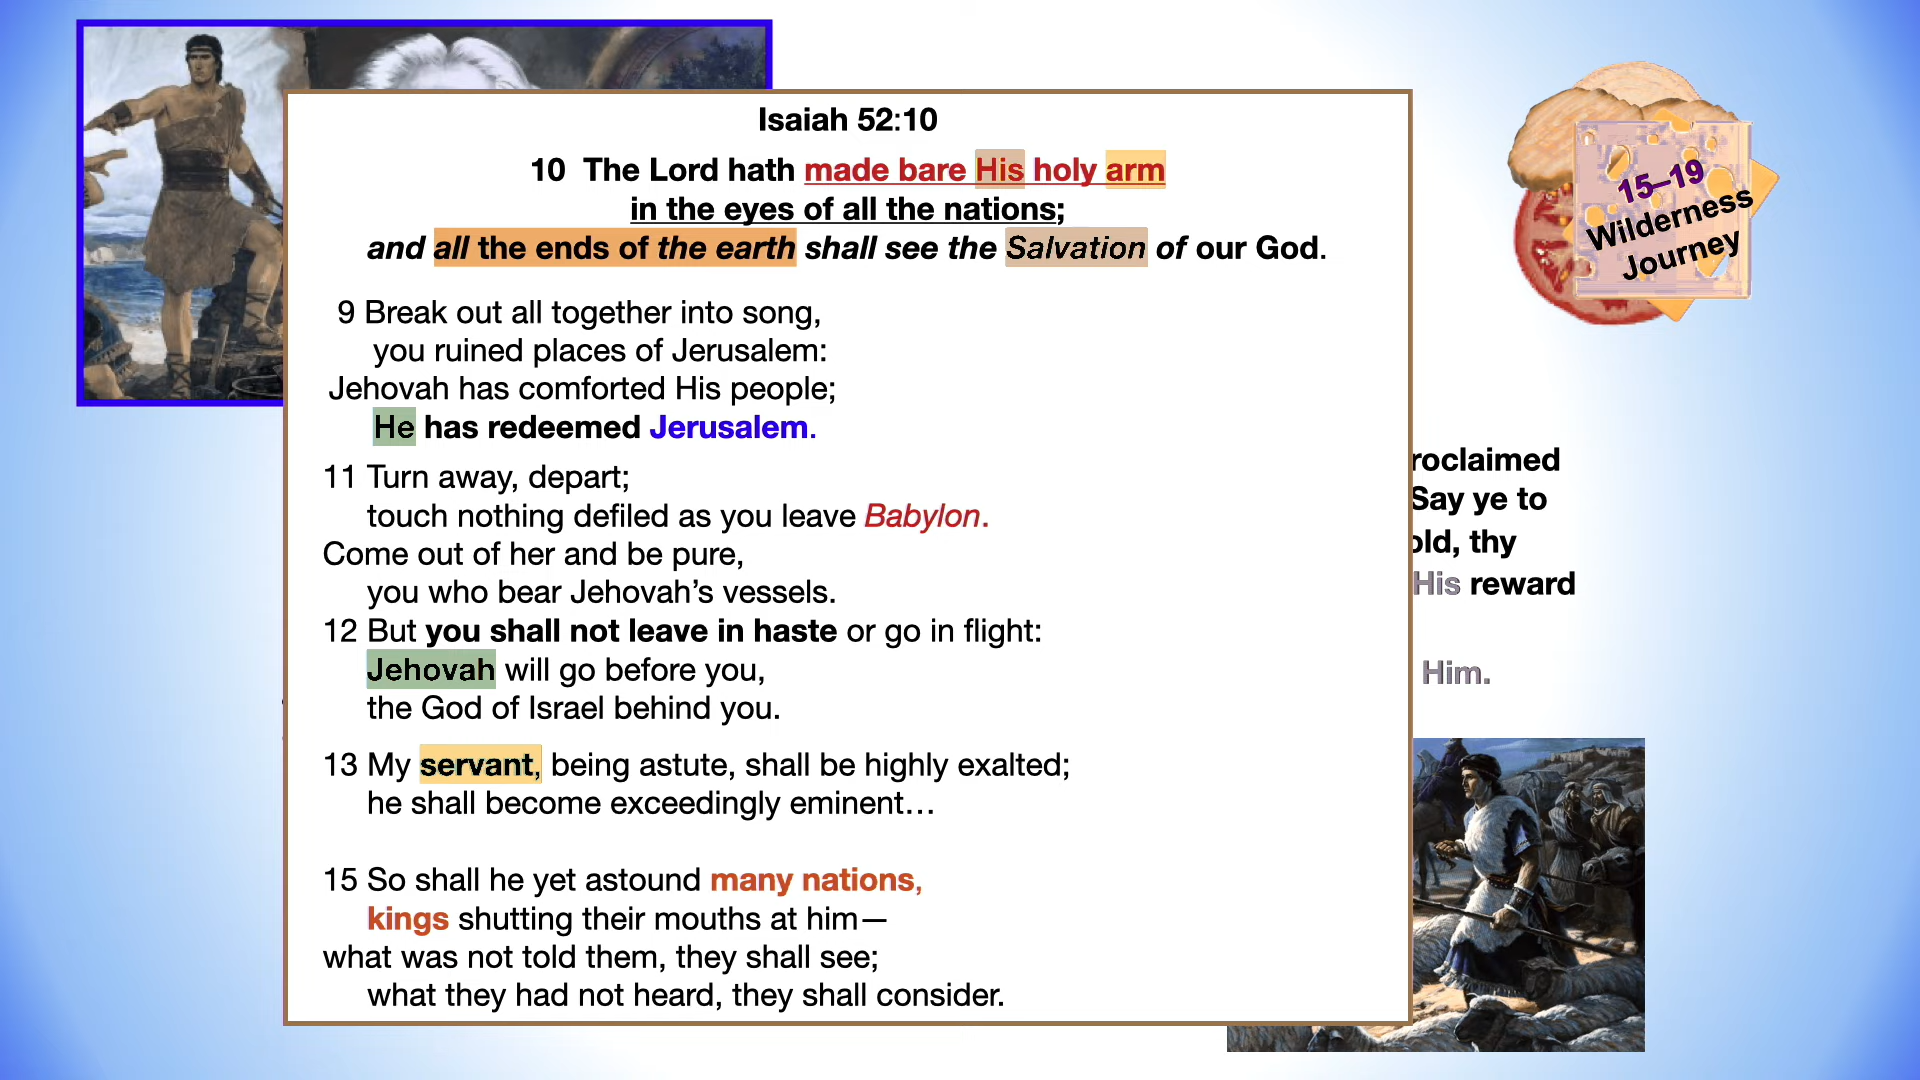 Isaiah 52:10
10 The Lord hath made bare His holy arm
in the eyes of all the nations;
and all the ends of the earth shall see the Salvation of our God.
9 Break out all together into song,
you ruined places of Jerusalem:
Jehovah has comforted His people;
He has redeemed Jerusalem.
11 Turn away, depart;
touch nothing defiled as you leave Babylon.
Come out of her and be pure,
you who bear Jehovah’s vessels.
12 But you shall not leave in haste or go in flight:
Jehovah will go before you,
the God of Israel behind you.
13 My servant, being astute, shall be highly exalted;
he shall become exceedingly eminent…
15 So shall he yet astound many nations,
kings shutting their mouths at him—
what was not told them, they shall see;
what they had not heard, they shall consider.
15–19
Wilderness
Journey
roclaimed
Say ye to
old, thy
His reward
Him.